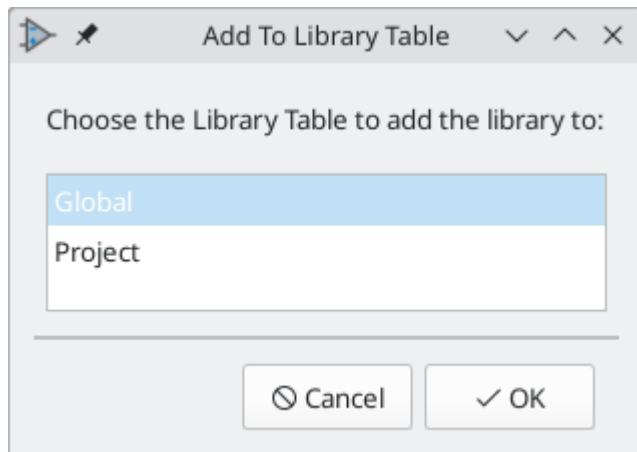 Add To Library Table
Choose the Library Table to add the library to:
Global
Project
Cancel
OK